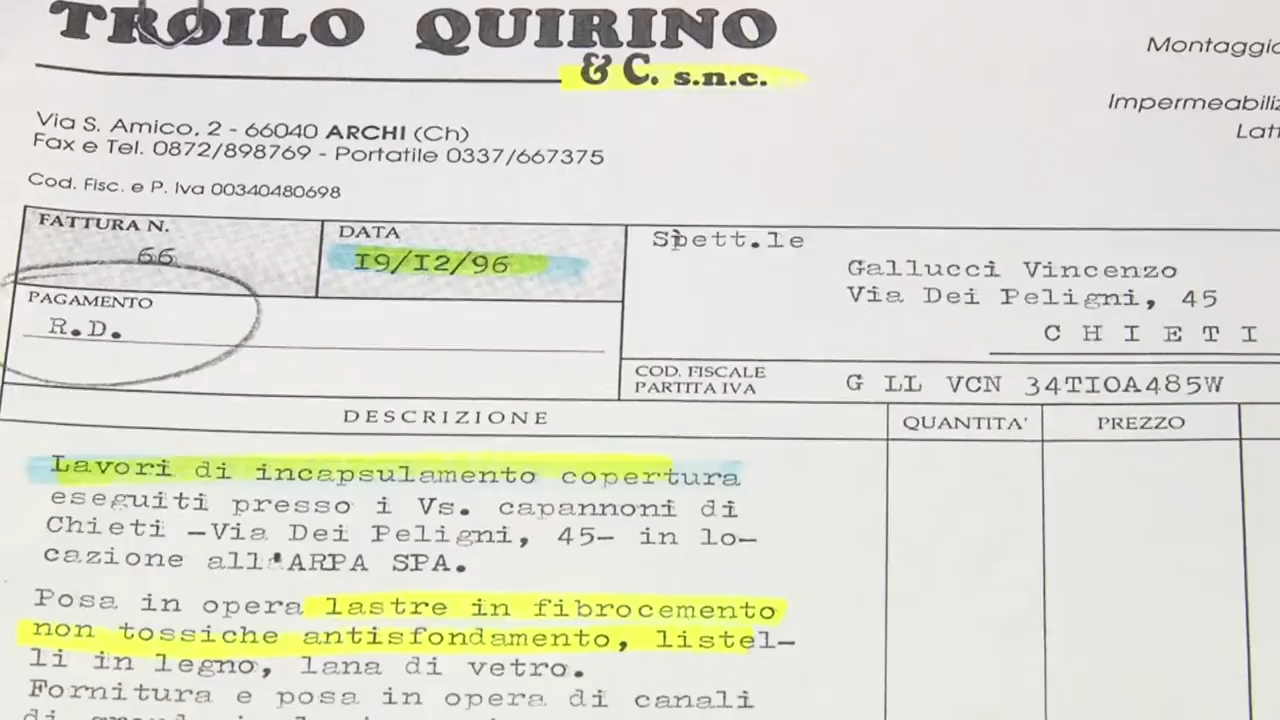 TROILO QUIRINO
& C. s.n.c.
Montaggio
Impermeabiliz
Latt
Via S. Amico, 2 - 66040 ARCHI (Ch)
Fax e Tel. 0872/898769 - Portatile 0337/667375
Cod. Fisc. e P. Iva 00340480698
FATTURA N.
66
DATA
I9/I2/96
PAGAMENTO
R.D.
Spett.le
Gallucci Vincenzo
Via Dei Peligni, 45
C H I E T I
COD. FISCALE
PARTITA IVA
G LL VCN 34TIOA485W
DESCRIZIONE
QUANTITA'
PREZZO
Lavori di incapsulamento copertura
eseguiti presso i Vs. capannoni di
Chieti -Via Dei Peligni, 45- in lo-
cazione all'ARPA SPA.
Posa in opera lastre in fibrocemento
non tossiche antisfondamento, listel-
li in legno, lana di vetro.
Fornitura e posa in opera di canali